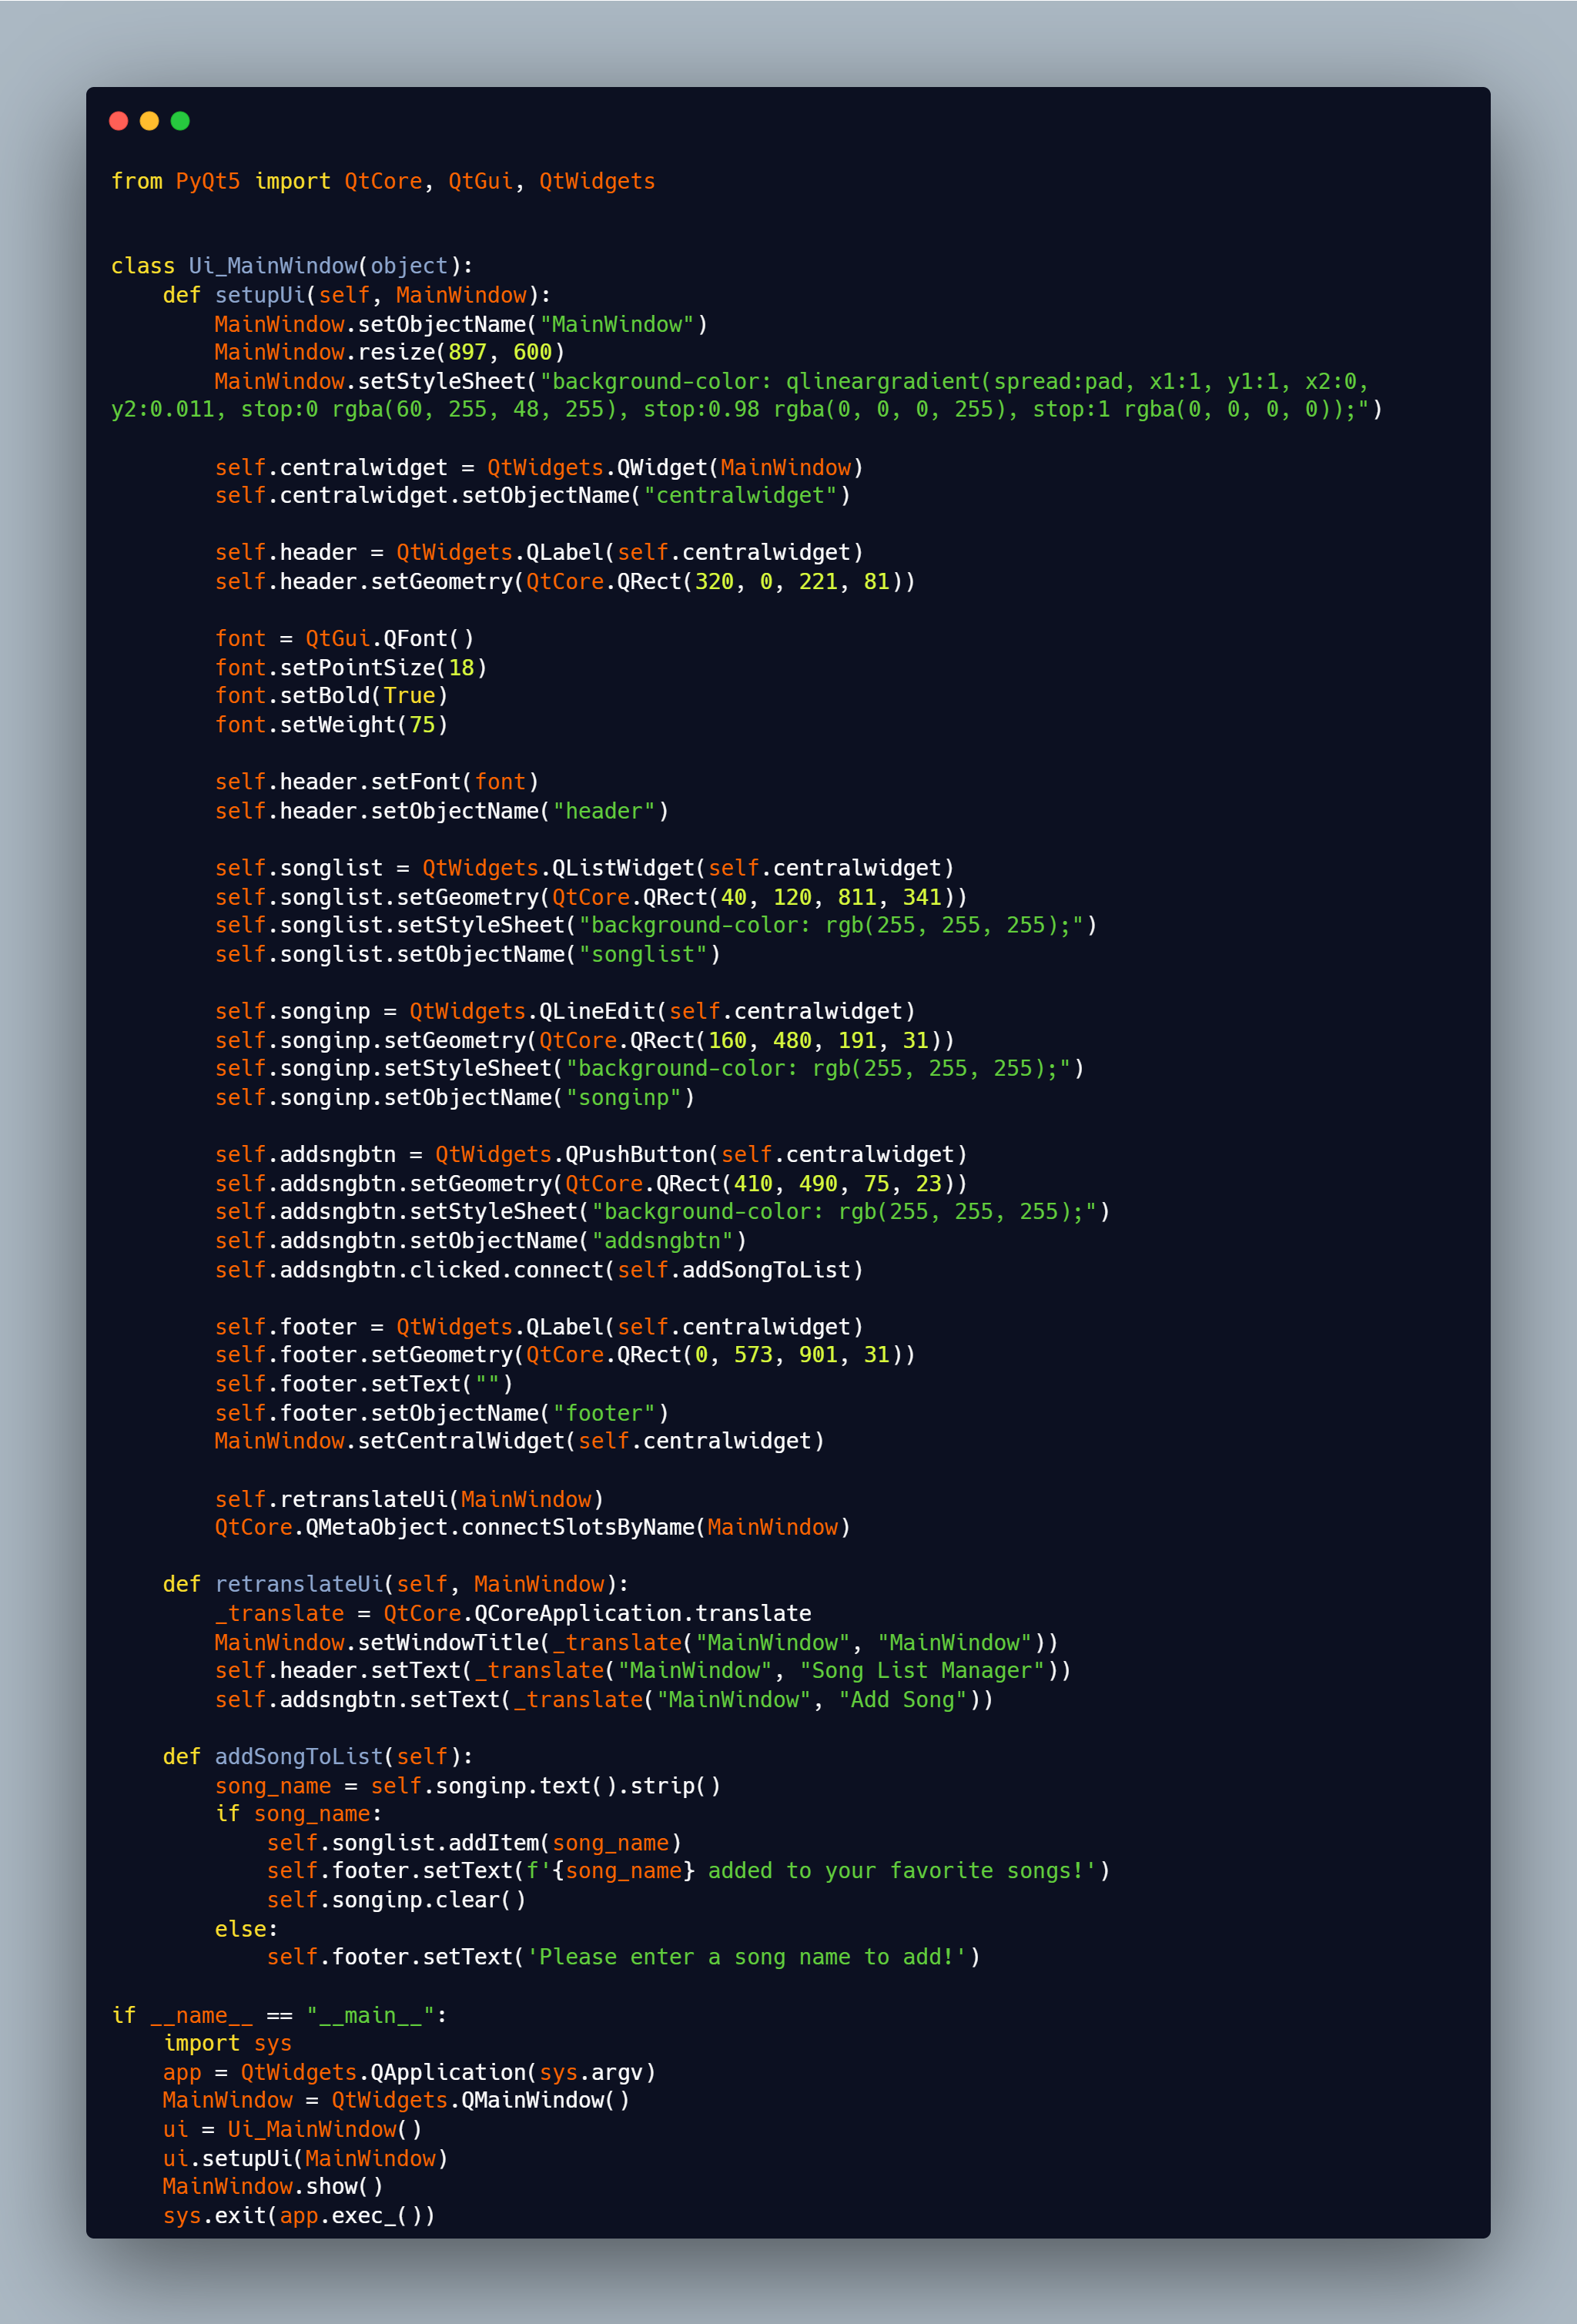 from PyQt5 import QtCore, QtGui, QtWidgets


class Ui_MainWindow(object):
    def setupUi(self, MainWindow):
        MainWindow.setObjectName("MainWindow")
        MainWindow.resize(897, 600)
        MainWindow.setStyleSheet("background-color: qlineargradient(spread:pad, x1:1, y1:1, x2:0,
y2:0.011, stop:0 rgba(60, 255, 48, 255), stop:0.98 rgba(0, 0, 0, 255), stop:1 rgba(0, 0, 0, 0));")

        self.centralwidget = QtWidgets.QWidget(MainWindow)
        self.centralwidget.setObjectName("centralwidget")

        self.header = QtWidgets.QLabel(self.centralwidget)
        self.header.setGeometry(QtCore.QRect(320, 0, 221, 81))

        font = QtGui.QFont()
        font.setPointSize(18)
        font.setBold(True)
        font.setWeight(75)

        self.header.setFont(font)
        self.header.setObjectName("header")

        self.songlist = QtWidgets.QListWidget(self.centralwidget)
        self.songlist.setGeometry(QtCore.QRect(40, 120, 811, 341))
        self.songlist.setStyleSheet("background-color: rgb(255, 255, 255);")
        self.songlist.setObjectName("songlist")

        self.songinp = QtWidgets.QLineEdit(self.centralwidget)
        self.songinp.setGeometry(QtCore.QRect(160, 480, 191, 31))
        self.songinp.setStyleSheet("background-color: rgb(255, 255, 255);")
        self.songinp.setObjectName("songinp")

        self.addsngbtn = QtWidgets.QPushButton(self.centralwidget)
        self.addsngbtn.setGeometry(QtCore.QRect(410, 490, 75, 23))
        self.addsngbtn.setStyleSheet("background-color: rgb(255, 255, 255);")
        self.addsngbtn.setObjectName("addsngbtn")
        self.addsngbtn.clicked.connect(self.addSongToList)

        self.footer = QtWidgets.QLabel(self.centralwidget)
        self.footer.setGeometry(QtCore.QRect(0, 573, 901, 31))
        self.footer.setText("")
        self.footer.setObjectName("footer")
        MainWindow.setCentralWidget(self.centralwidget)

        self.retranslateUi(MainWindow)
        QtCore.QMetaObject.connectSlotsByName(MainWindow)

    def retranslateUi(self, MainWindow):
        _translate = QtCore.QCoreApplication.translate
        MainWindow.setWindowTitle(_translate("MainWindow", "MainWindow"))
        self.header.setText(_translate("MainWindow", "Song List Manager"))
        self.addsngbtn.setText(_translate("MainWindow", "Add Song"))

    def addSongToList(self):
        song_name = self.songinp.text().strip()
        if song_name:
            self.songlist.addItem(song_name)
            self.footer.setText(f'{song_name} added to your favorite songs!')
            self.songinp.clear()
        else:
            self.footer.setText('Please enter a song name to add!')

if __name__ == "__main__":
    import sys
    app = QtWidgets.QApplication(sys.argv)
    MainWindow = QtWidgets.QMainWindow()
    ui = Ui_MainWindow()
    ui.setupUi(MainWindow)
    MainWindow.show()
    sys.exit(app.exec_())